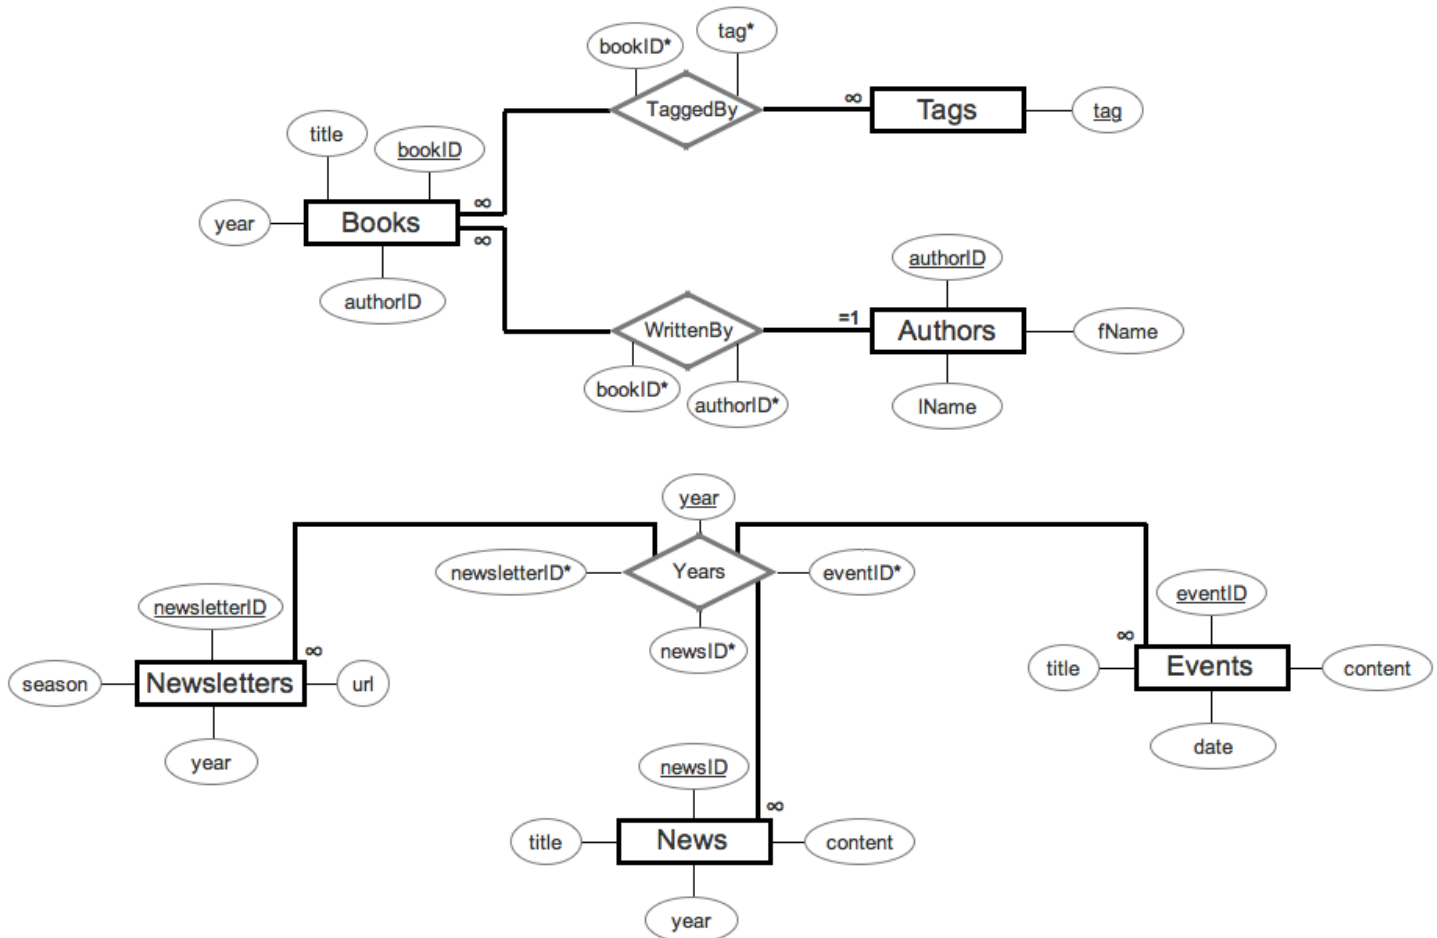 tag*
bookID*
TaggedBy
∞
Tags
tag
title
bookID
∞
year
Books
∞
authorID
authorID
WrittenBy
=1
Authors
fName
bookID*
authorID*
lName
year
newsletterID*
Years
eventID*
newsID*
newsletterID
∞
season
Newsletters
url
year
eventID
∞
title
Events
content
date
newsID
∞
title
News
content
year